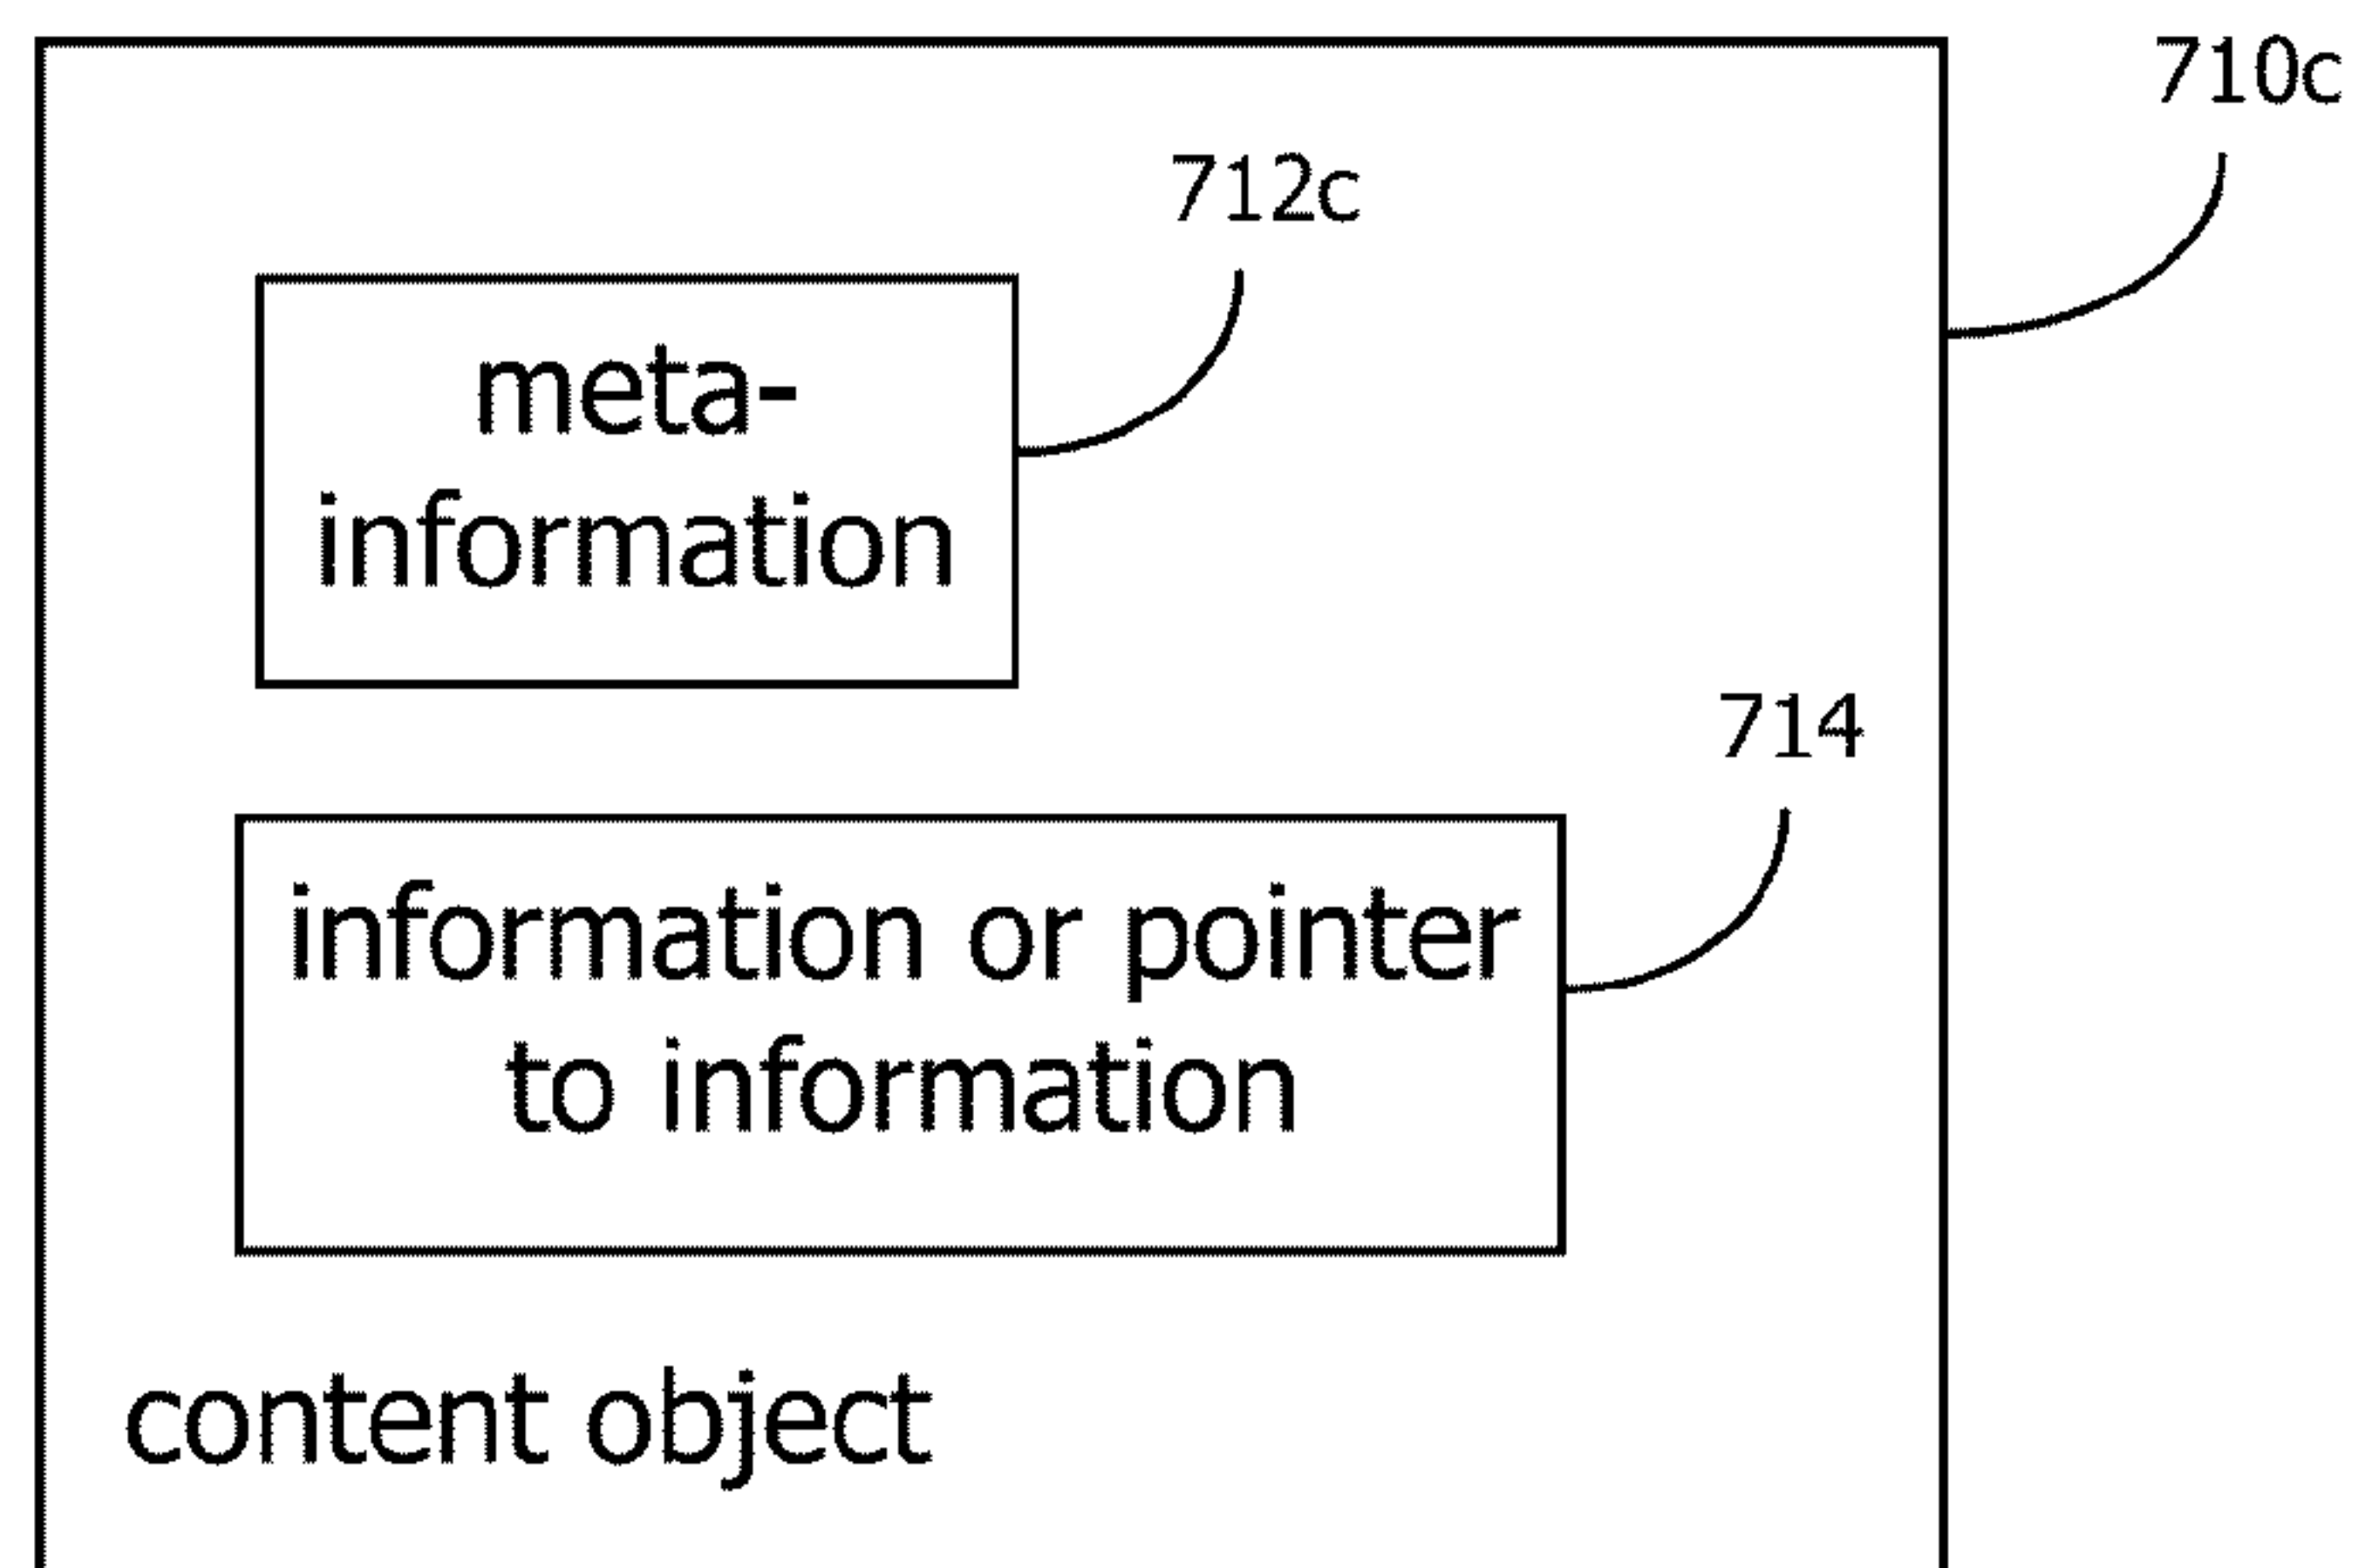 710c
712c
meta-
information
714
information or pointer
to information
content object